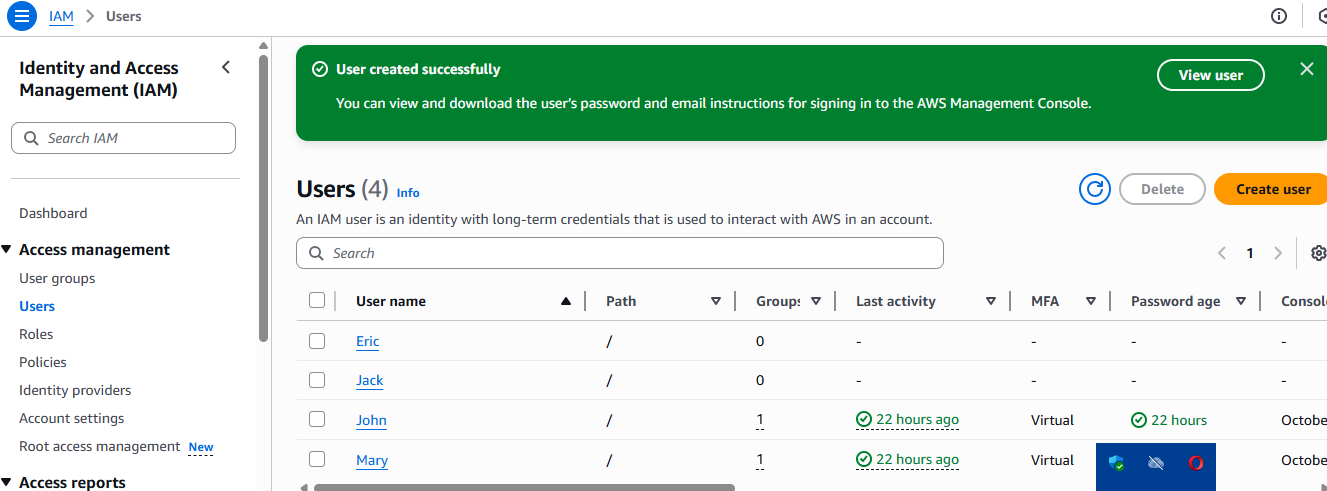 IAM > Users
Identity and Access
Management (IAM)
Search IAM
Dashboard
Access management
User groups
Users
Roles
Policies
Identity providers
Account settings
Root access management New
Access reports
User created successfully
You can view and download the user's password and email instructions for signing in to the AWS Management Console.
View user
Users (4) Info
Delete
Create user
An IAM user is an identity with long-term credentials that is used to interact with AWS in an account.
Search
1
User name Path Groups Last activity MFA Password age Consol
Eric / 0 - - - -
Jack / 0 - - - -
John / 1 22 hours ago Virtual 22 hours Octobe
Mary / 1 22 hours ago Virtual Octobe